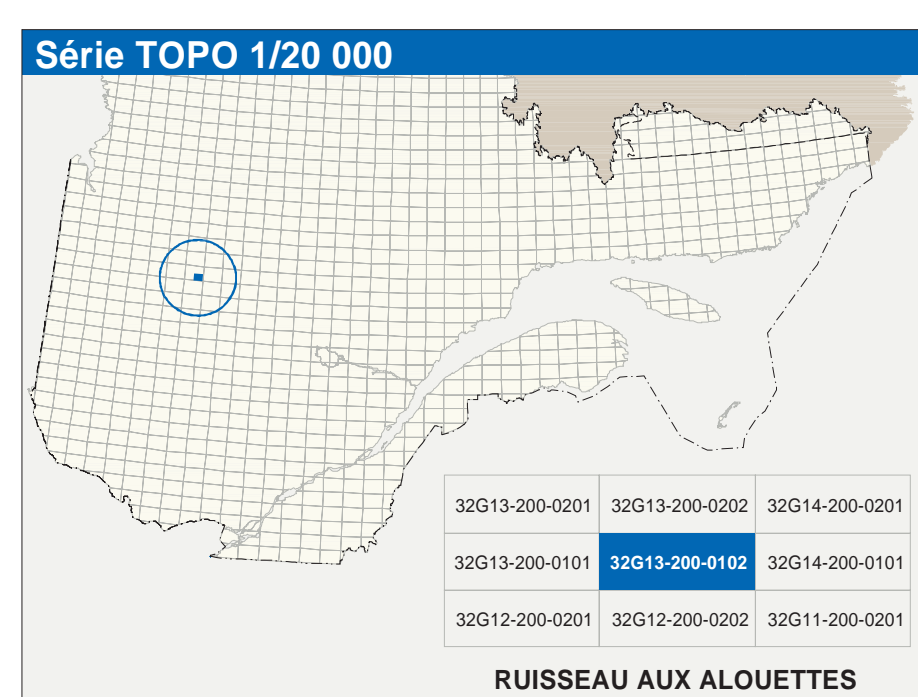 Série TOPO 1/20 000
32G13-200-0201 32G13-200-0202 32G14-200-0201
32G13-200-0101 32G13-200-0102 32G14-200-0101
32G12-200-0201 32G12-200-0202 32G11-200-0201
RUISSEAU AUX ALOUETTES